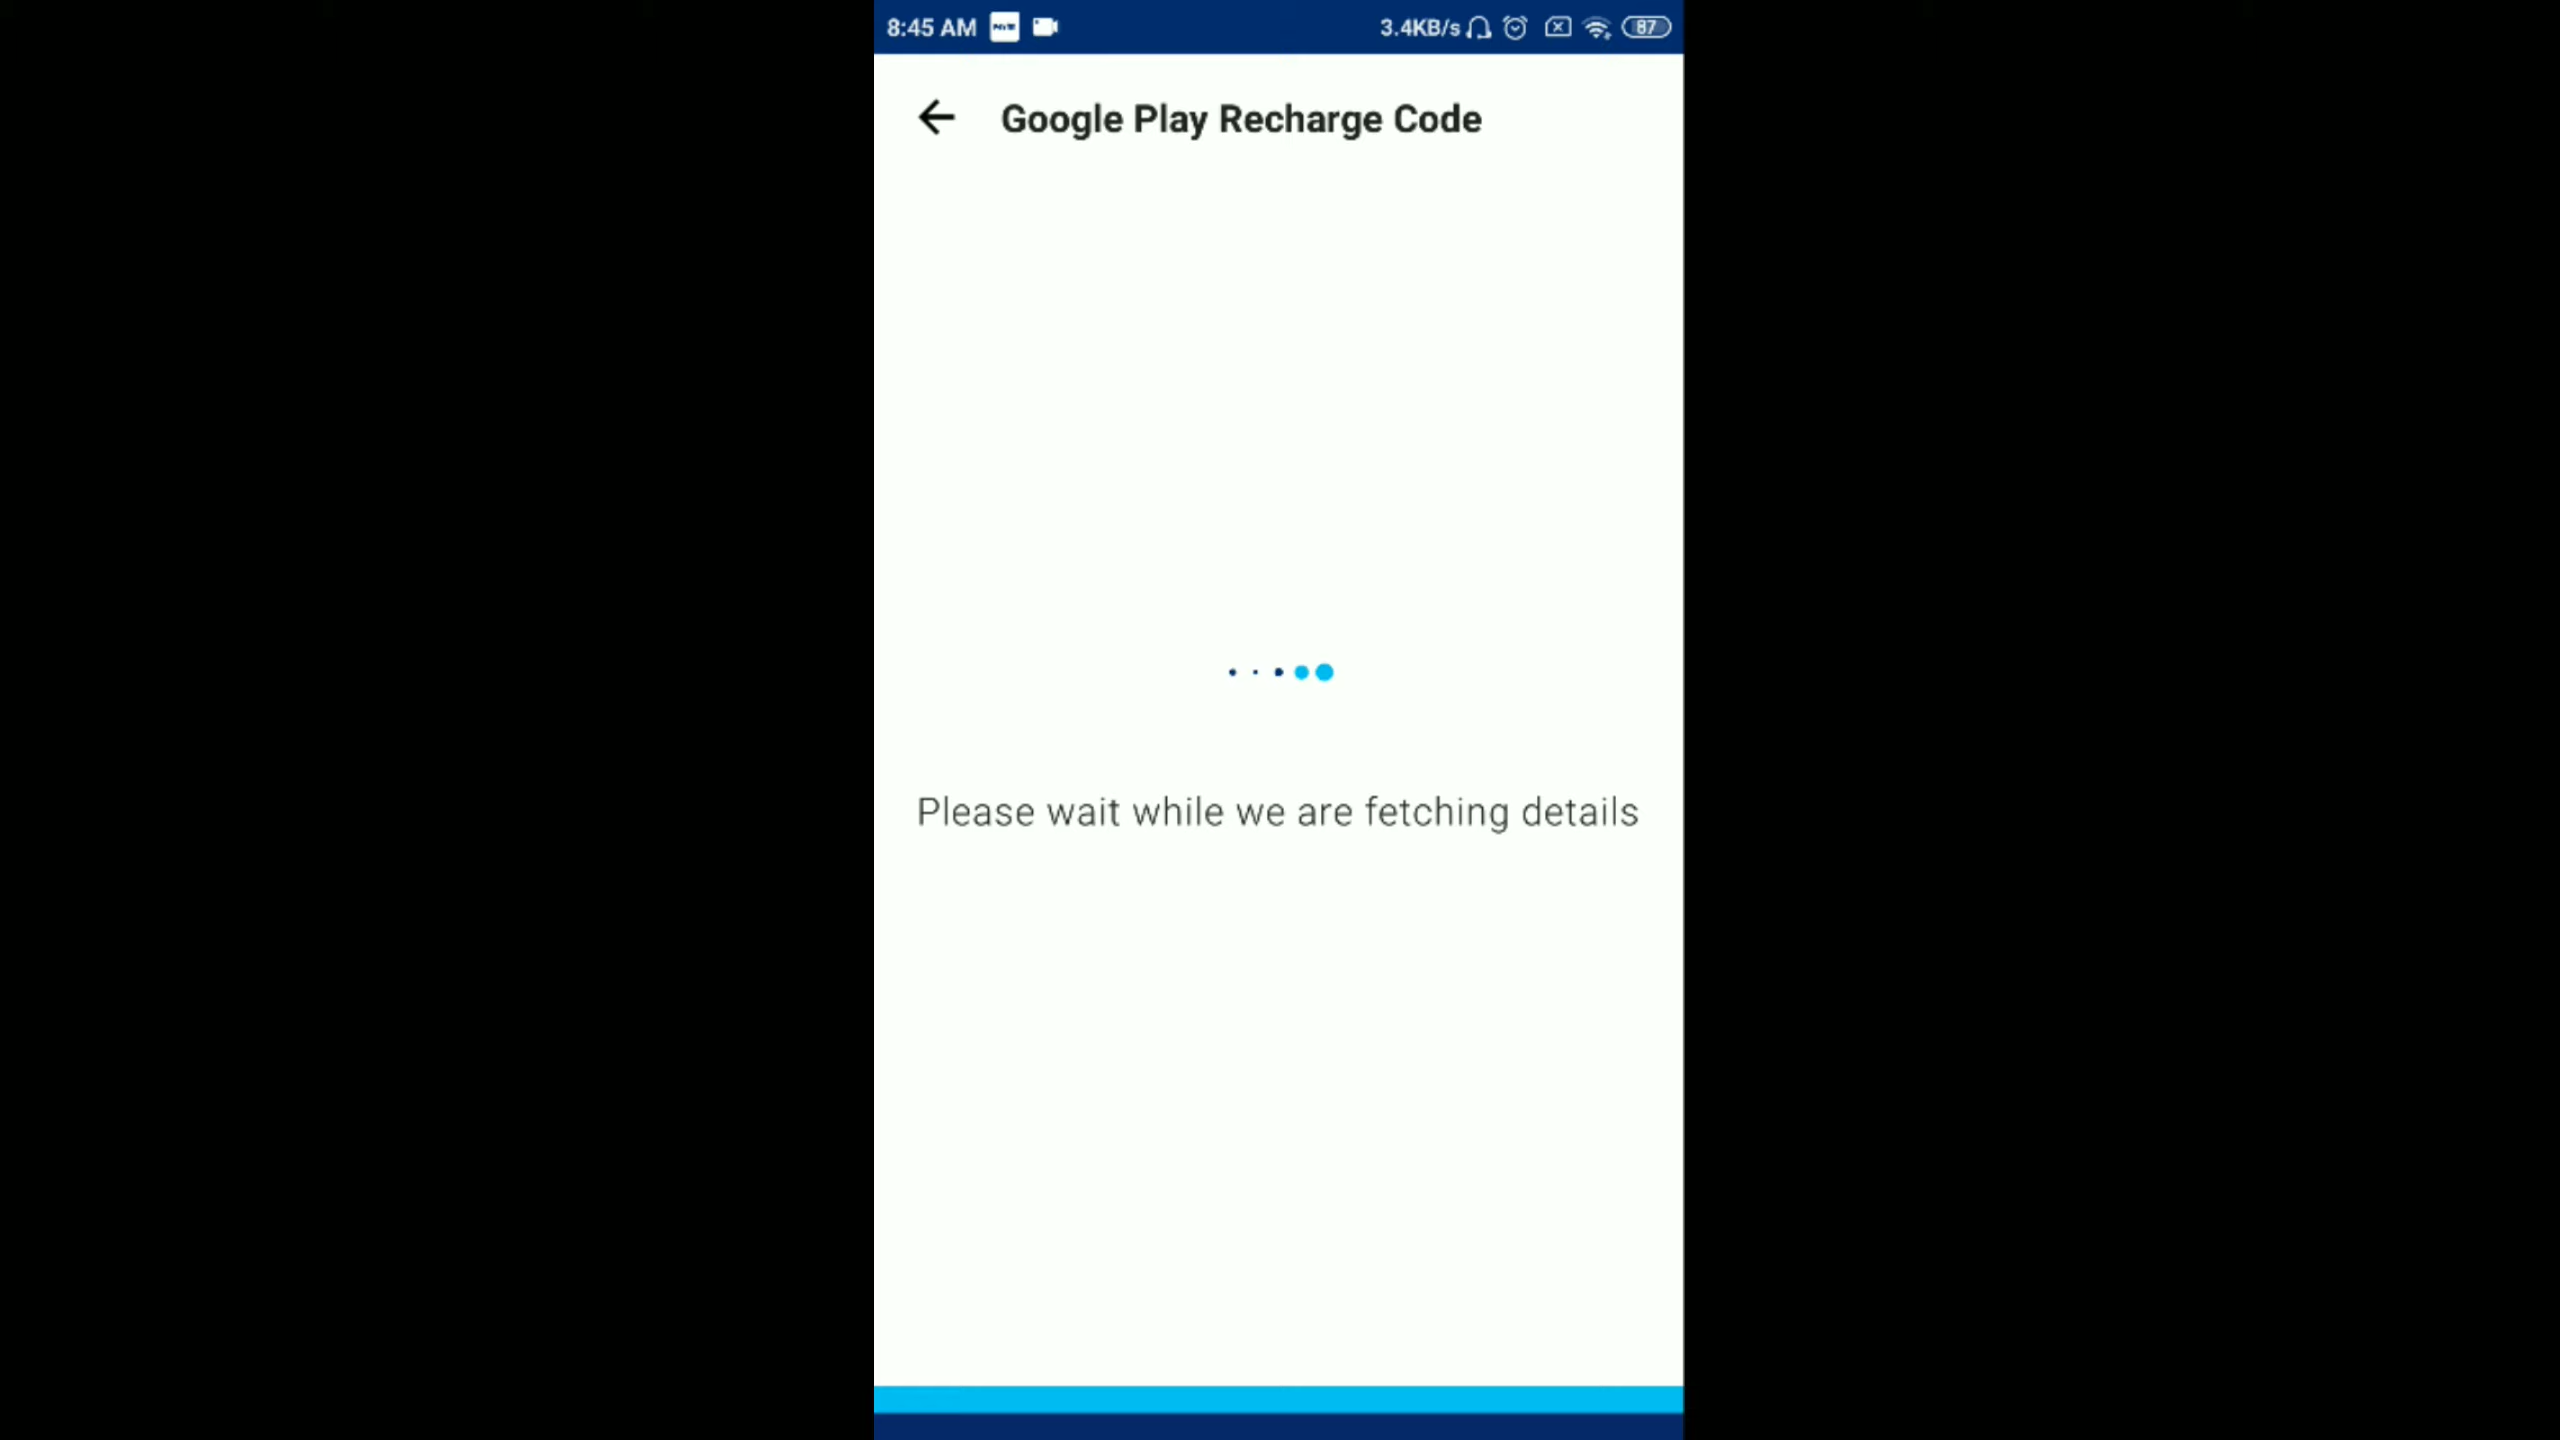 8:45 AM
3.4KB/s
87
Google Play Recharge Code
Please wait while we are fetching details